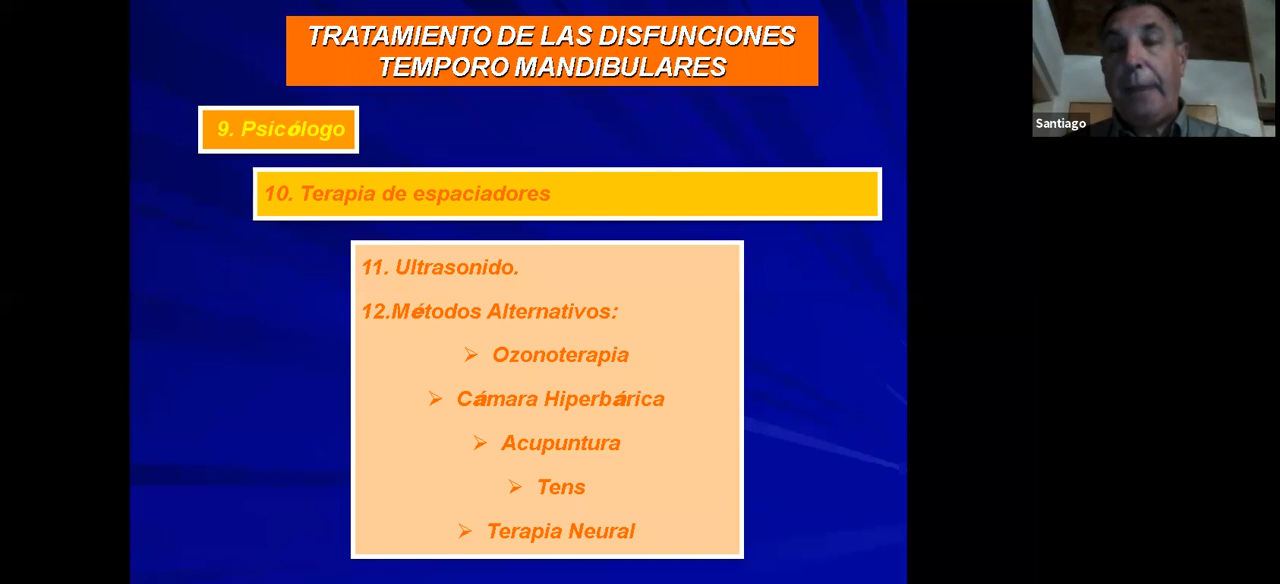 TRATAMIENTO DE LAS DISFUNCIONES
TEMPORO MANDIBULARES
Santiago
9. Psicólogo
10. Terapia de espaciadores
11. Ultrasonido.
12.Métodos Alternativos:
➢ Ozonoterapia
➢ Cámara Hiperbárica
➢ Acupuntura
➢ Tens
➢ Terapia Neural